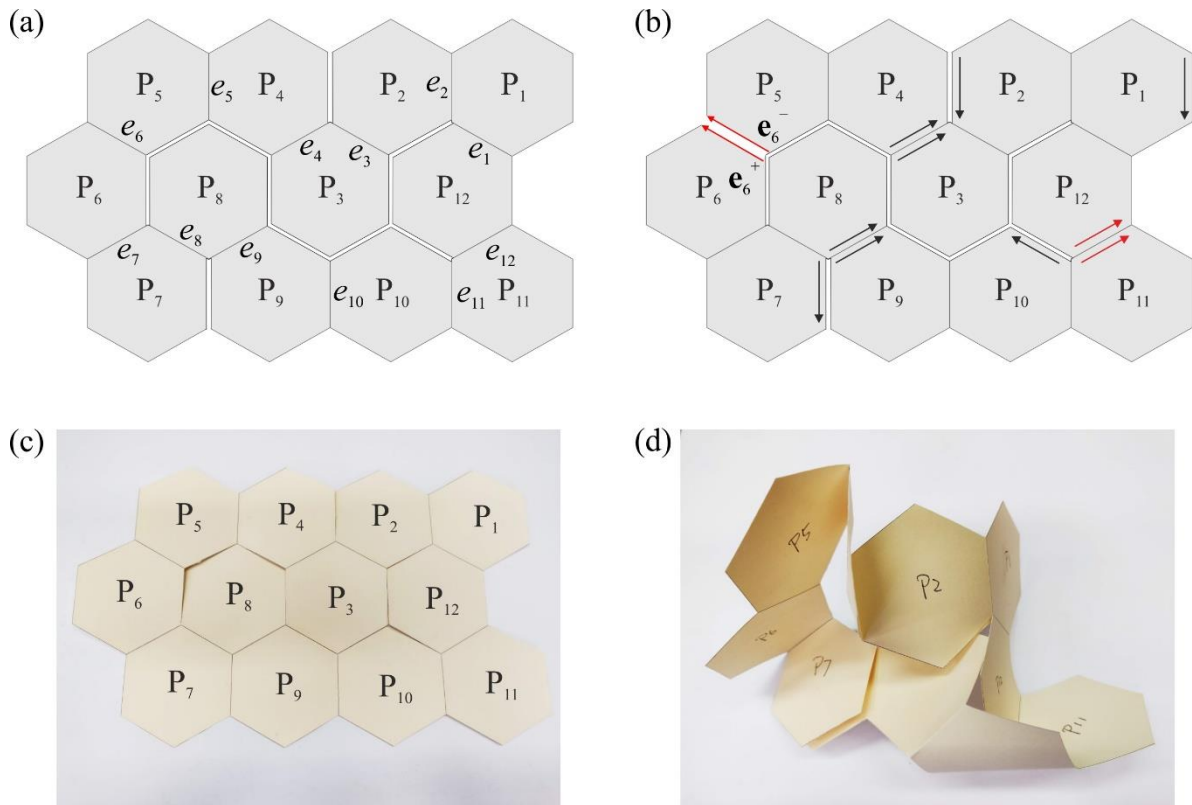 (a)
P5 e5 P4 P2 e2 P1
e6 e4 e3 e1
P6 P8 P3 P12
e7 e8 e9 e12
P7 P9 e10 P10 e11 P11
(b)
P5 P4 P2 P1
e6−
P6 e6+ P8 P3 P12
P7 P9 P10 P11
(c)
P5 P4 P2 P1
P6 P8 P3 P12
P7 P9 P10 P11
(d)
P5
P2
P6
P7
P11